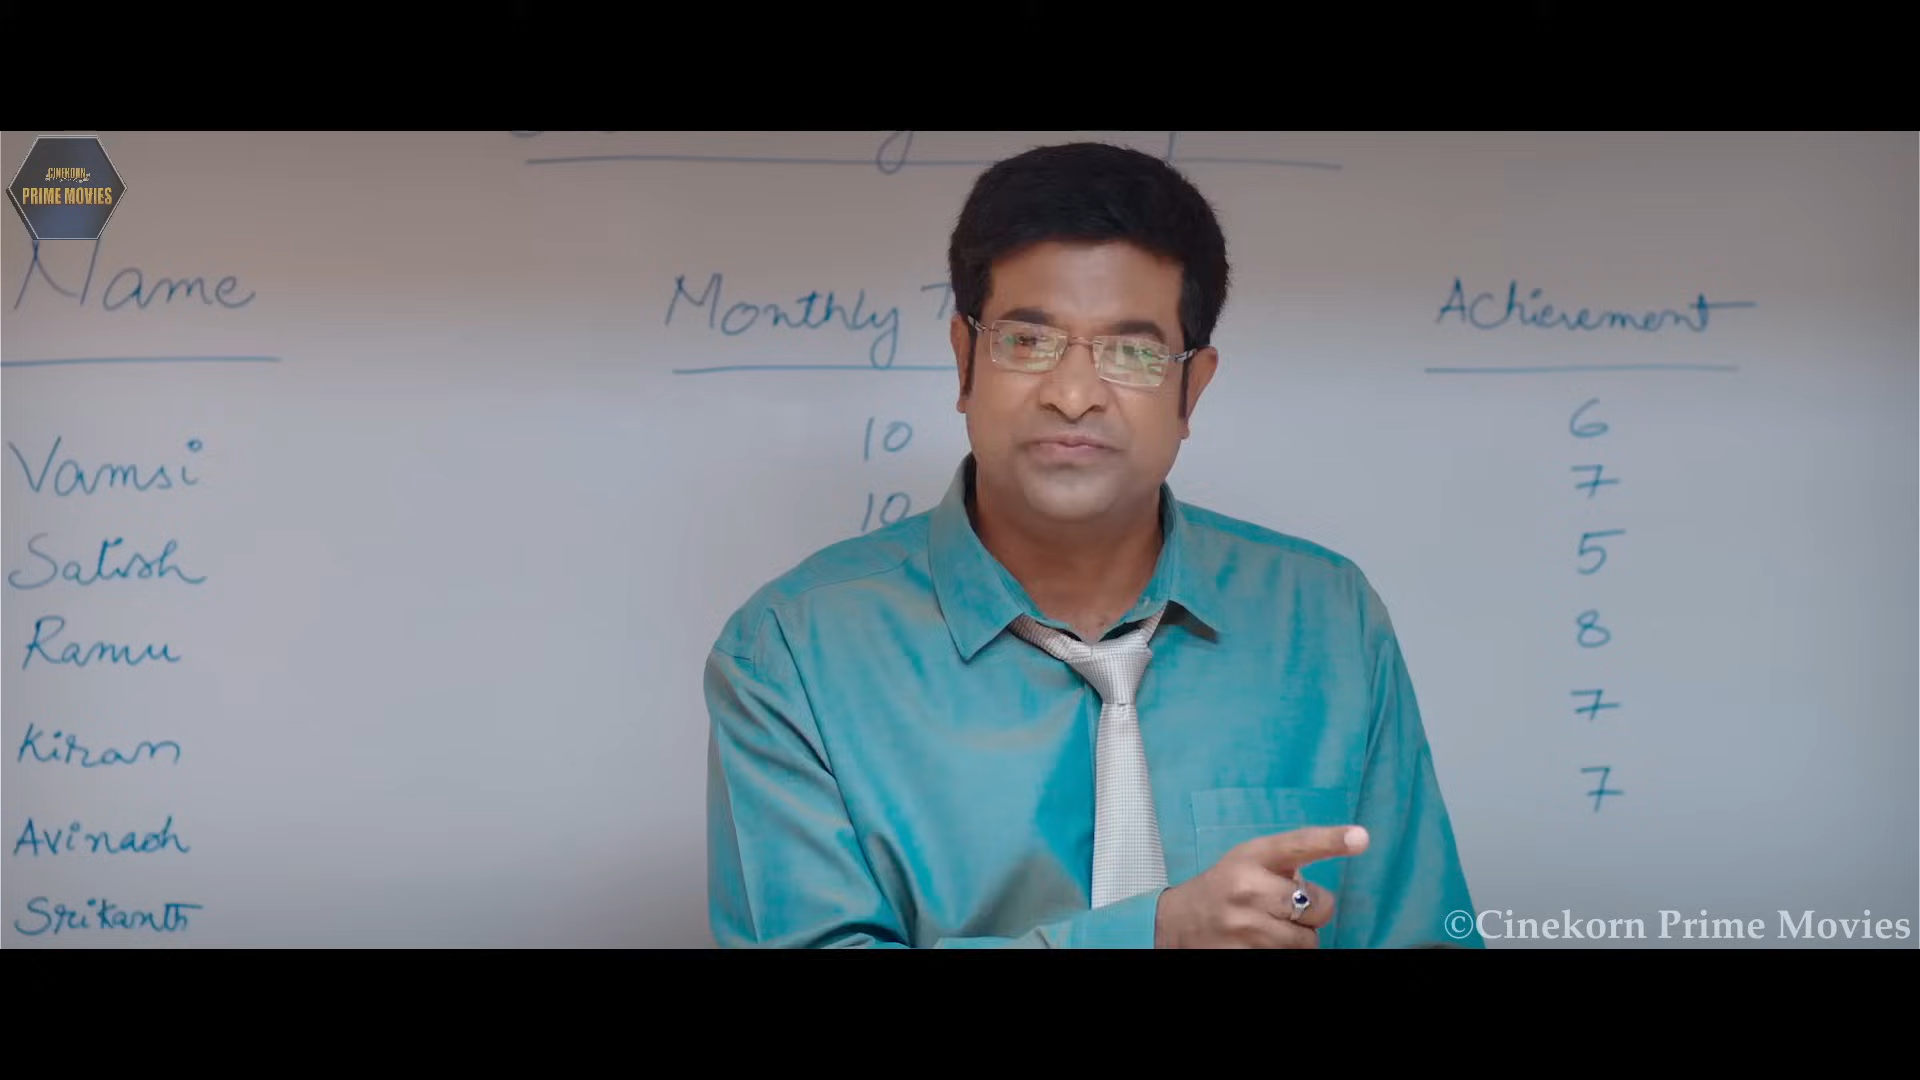 CINEKORN
PRIME MOVIES
Name Monthly Achievement
Vamsi 10 6
Satish 10 7
Ramu 5
Kiran 8
Avinash 7
Srikanth 7
©Cinekorn Prime Movies